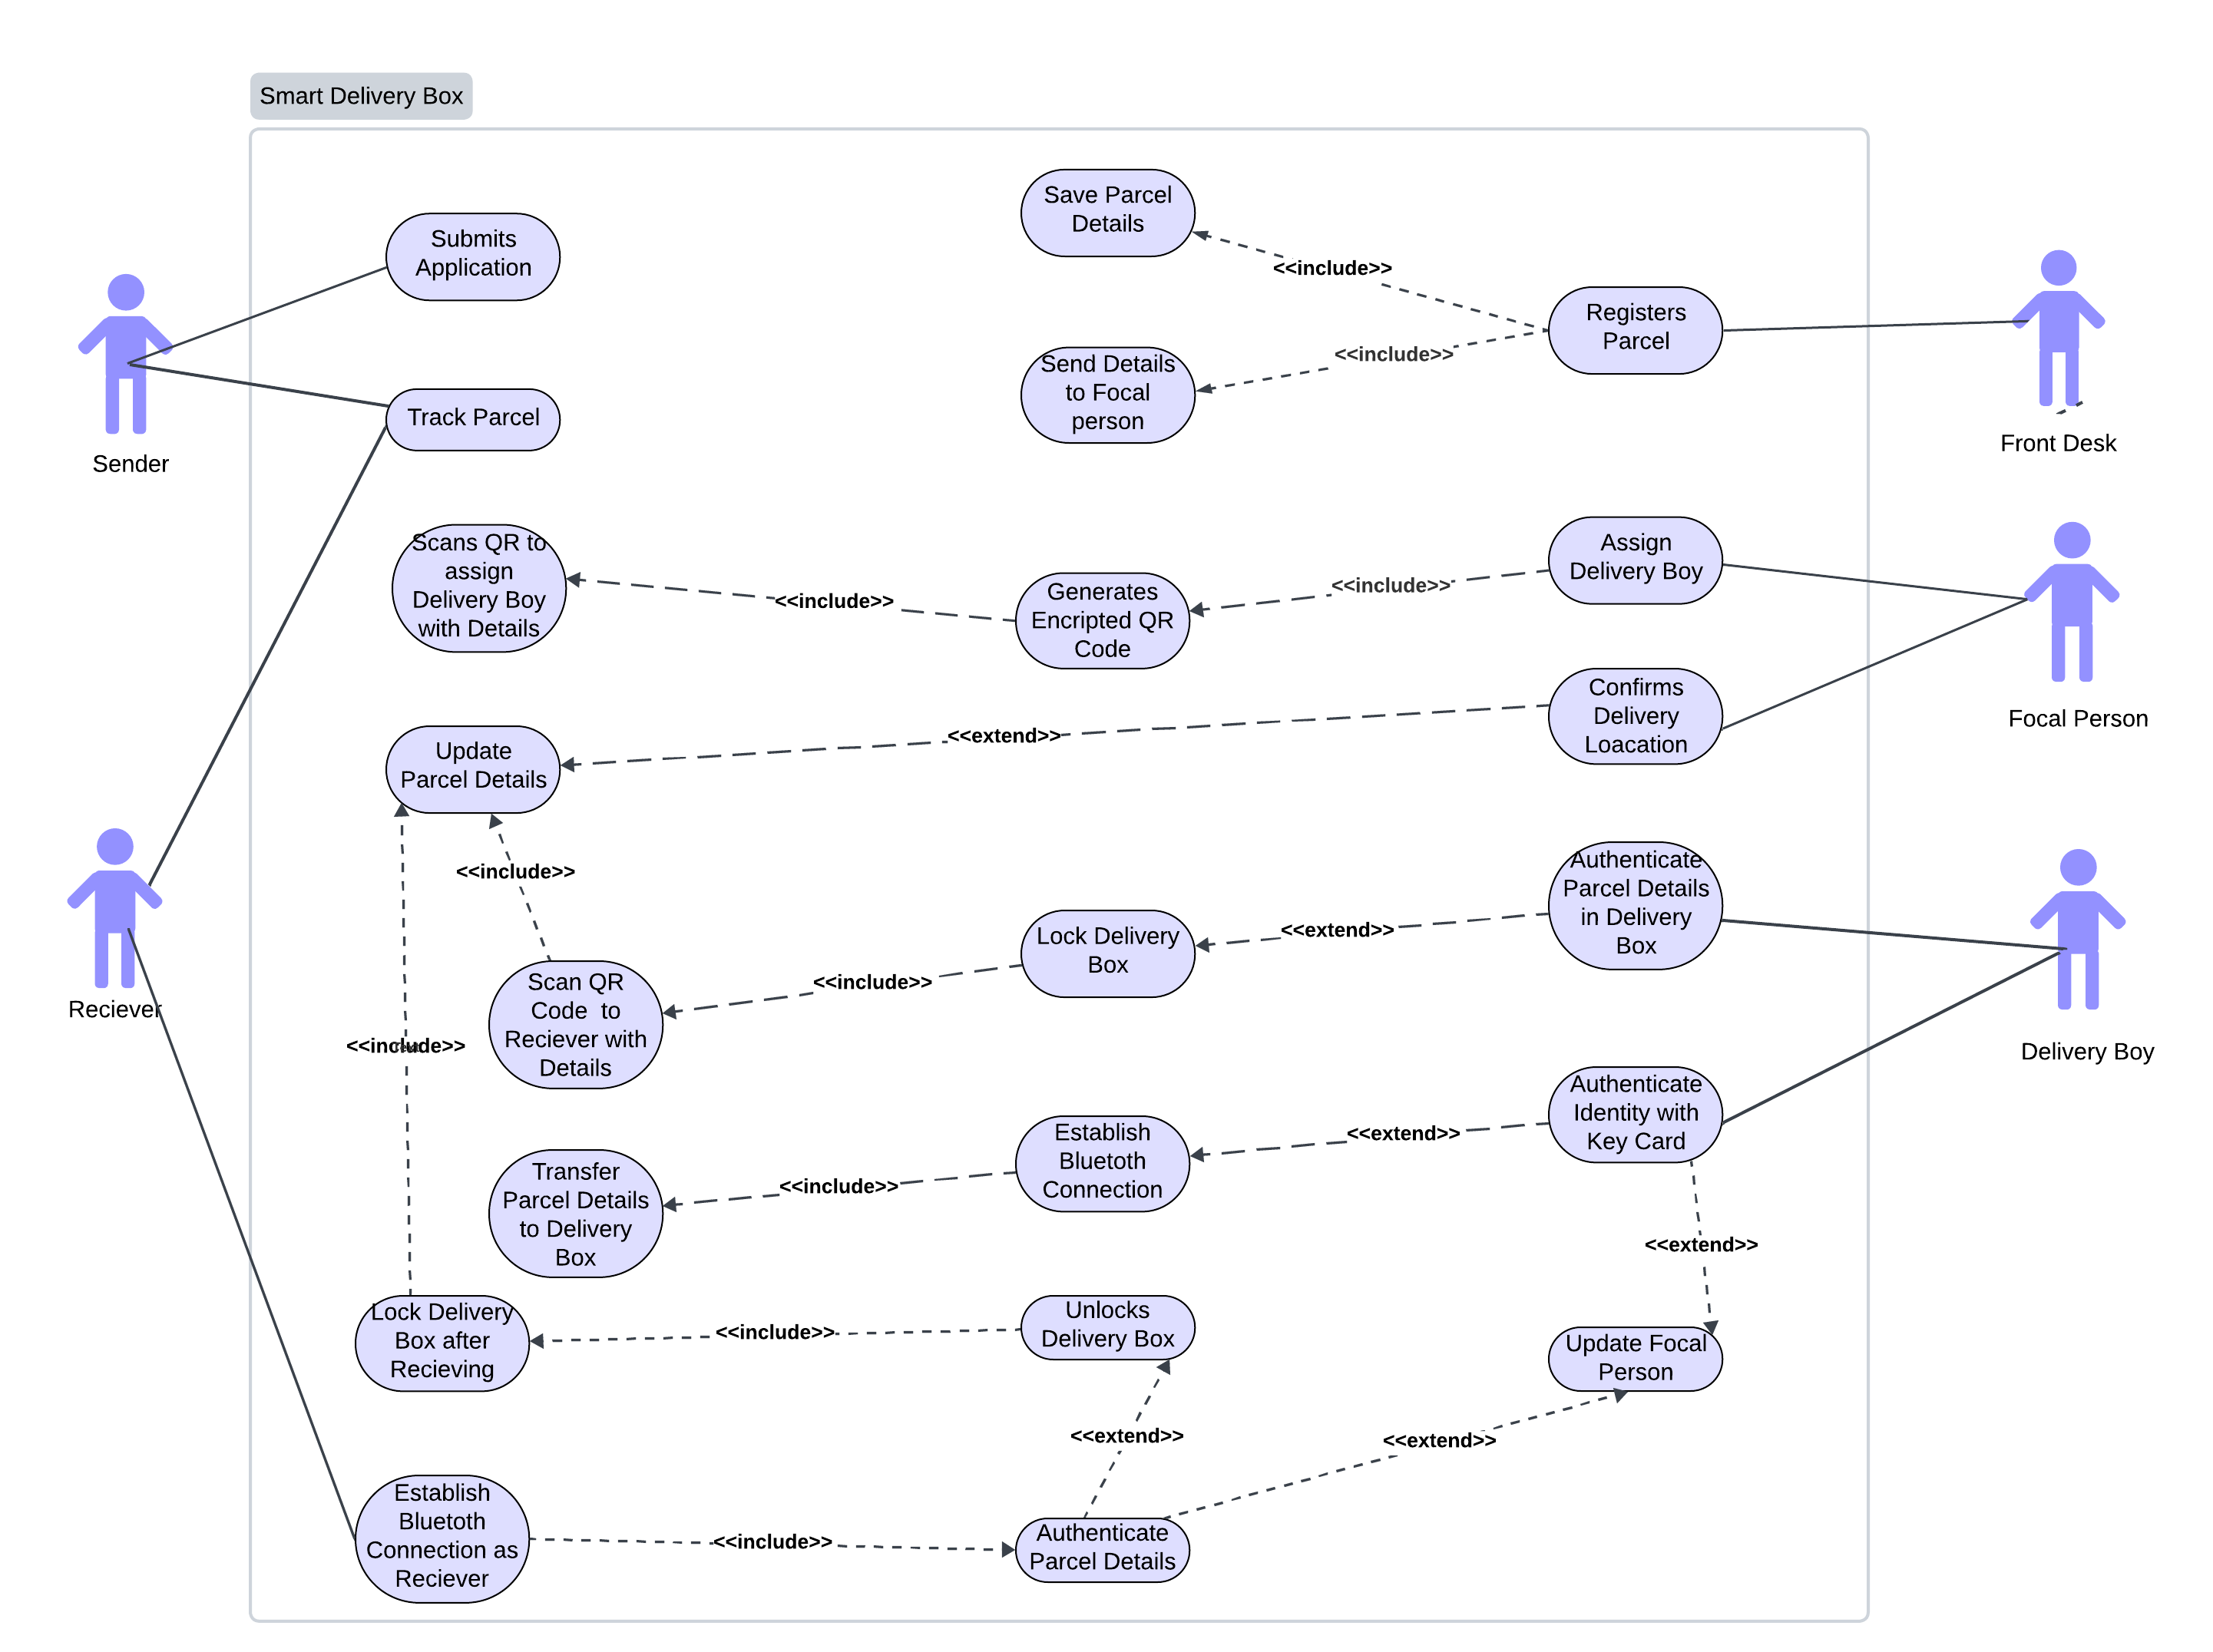 Smart Delivery Box
Submits
Application
Track Parcel
Sender
Save Parcel
Details
<<include>>
Send Details
to Focal
person
<<include>>
Registers
Parcel
Front Desk
Scans QR to
assign
Delivery Boy
with Details
<<include>>
Generates
Encripted QR
Code
<<include>>
Assign
Delivery Boy
Confirms
Delivery
Loacation
Focal Person
Update
Parcel Details
<<extend>>
<<include>>
Reciever
<<include>>
Scan QR
Code to
Reciever with
Details
<<include>>
Lock Delivery
Box
<<extend>>
Authenticate
Parcel Details
in Delivery
Box
Delivery Boy
Transfer
Parcel Details
to Delivery
Box
<<include>>
Establish
Bluetoth
Connection
<<extend>>
Authenticate
Identity with
Key Card
<<extend>>
Lock Delivery
Box after
Recieving
<<include>>
Unlocks
Delivery Box
Update Focal
Person
<<extend>>
<<extend>>
Establish
Bluetoth
Connection as
Reciever
<<include>>
Authenticate
Parcel Details